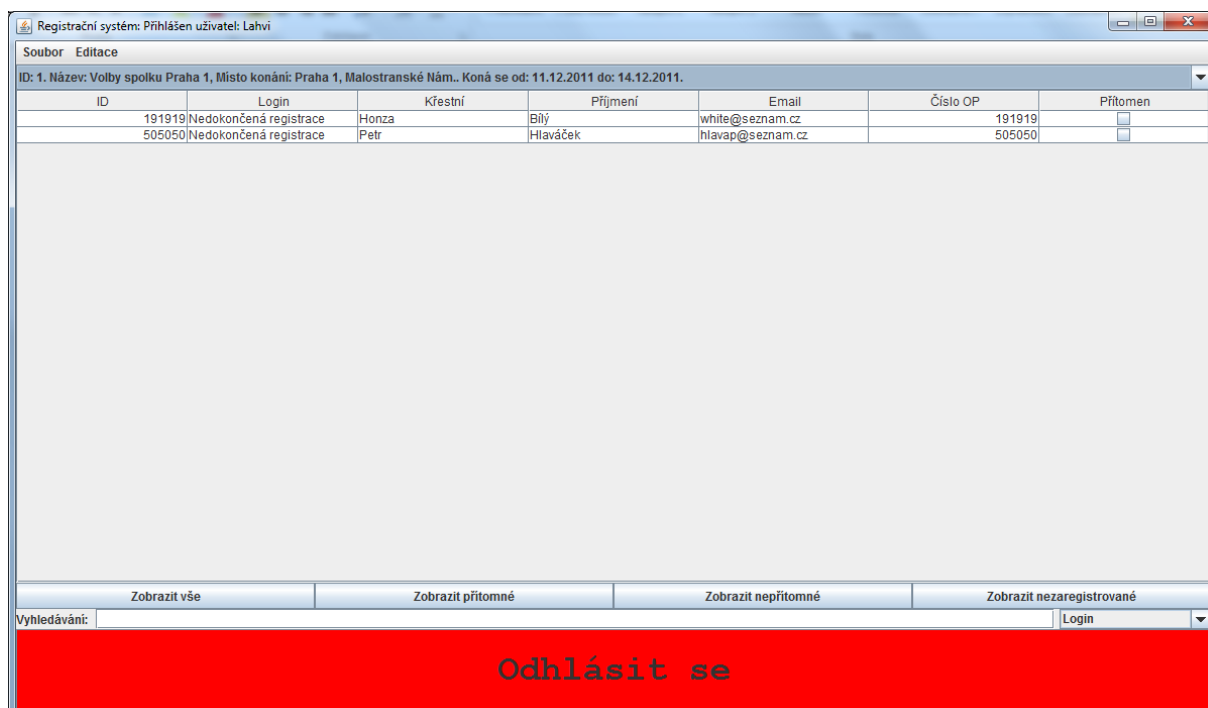 Registrační systém: Přihlášen uživatel: Lahvi
Soubor Editace
ID: 1. Název: Volby spolku Praha 1, Místo konání: Praha 1, Malostranské Nám.. Koná se od: 11.12.2011 do: 14.12.2011.
ID Login Křestní Příjmení Email Číslo OP Přítomen
191919 Nedokončená registrace Honza Bílý white@seznam.cz 191919
505050 Nedokončená registrace Petr Hlaváček hlavap@seznam.cz 505050
Zobrazit vše Zobrazit přítomné Zobrazit nepřítomné Zobrazit nezaregistrované
Vyhledávání: Login
Odhlásit se